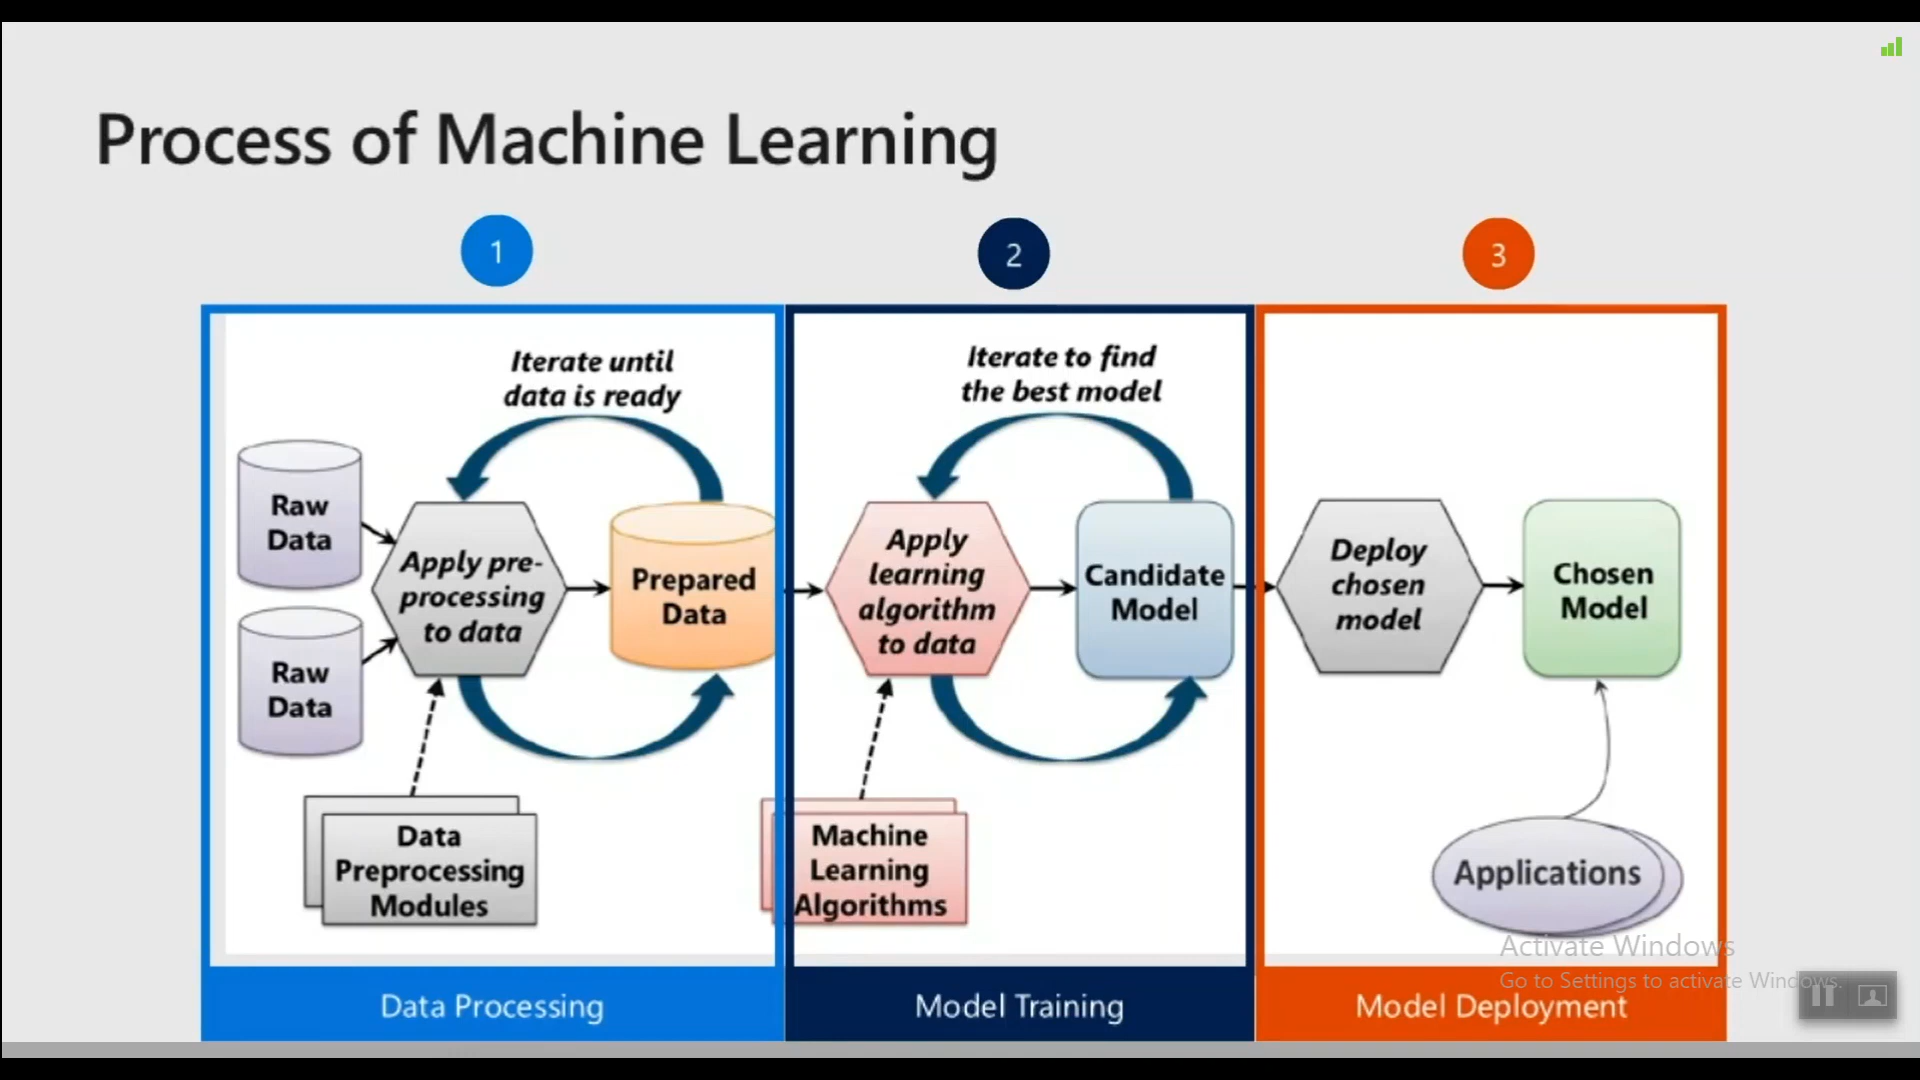 Process of Machine Learning
1
2
3
Iterate until
data is ready
Raw
Data
Raw
Data
Apply pre-
processing
to data
Prepared
Data
Data
Preprocessing
Modules
Data Processing
Iterate to find
the best model
Apply
learning
algorithm
to data
Candidate
Model
Machine
Learning
Algorithms
Model Training
Deploy
chosen
model
Chosen
Model
Applications
Model Deployment
Activate Windows
Go to Settings to activate Windows.